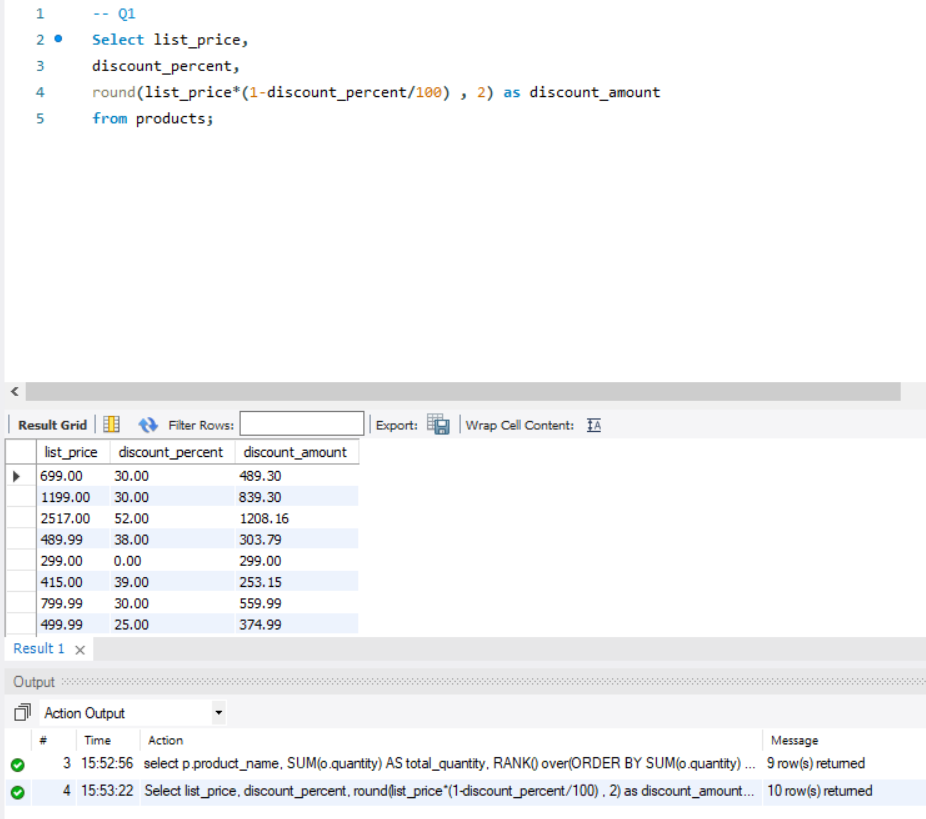 1 -- Q1
2 Select list_price,
3 discount_percent,
4 round(list_price*(1-discount_percent/100) , 2) as discount_amount
5 from products;
Result Grid Filter Rows: Export: Wrap Cell Content:
list_price discount_percent discount_amount
699.00 30.00 489.30
1199.00 30.00 839.30
2517.00 52.00 1208.16
489.99 38.00 303.79
299.00 0.00 299.00
415.00 39.00 253.15
799.99 30.00 559.99
499.99 25.00 374.99
Result 1
Output
Action Output
# Time Action Message
3 15:52:56 select p.product_name, SUM(o.quantity) AS total_quantity, RANK() over(ORDER BY SUM(o.quantity) ... 9 row(s) returned
4 15:53:22 Select list_price, discount_percent, round(list_price*(1-discount_percent/100) , 2) as discount_amount... 10 row(s) returned